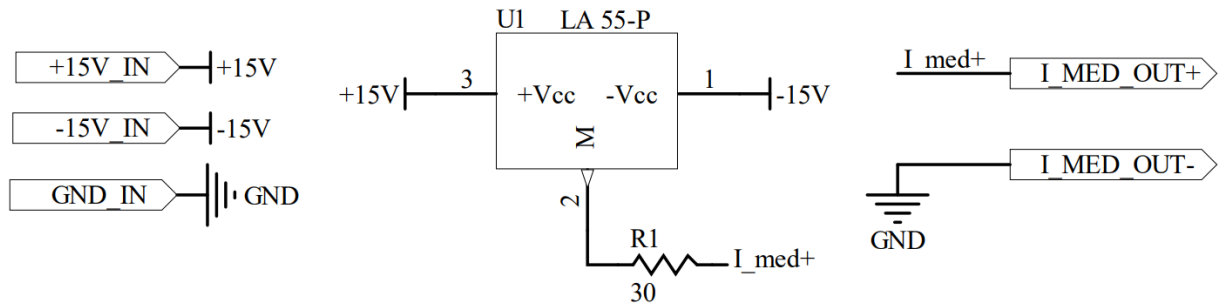 +15V_IN
+15V
-15V_IN
-15V
GND_IN
GND
U1
LA 55-P
+15V
3
+Vcc
-Vcc
1
-15V
M
2
R1
30
I_med+
I_med+
I_MED_OUT+
I_MED_OUT-
GND